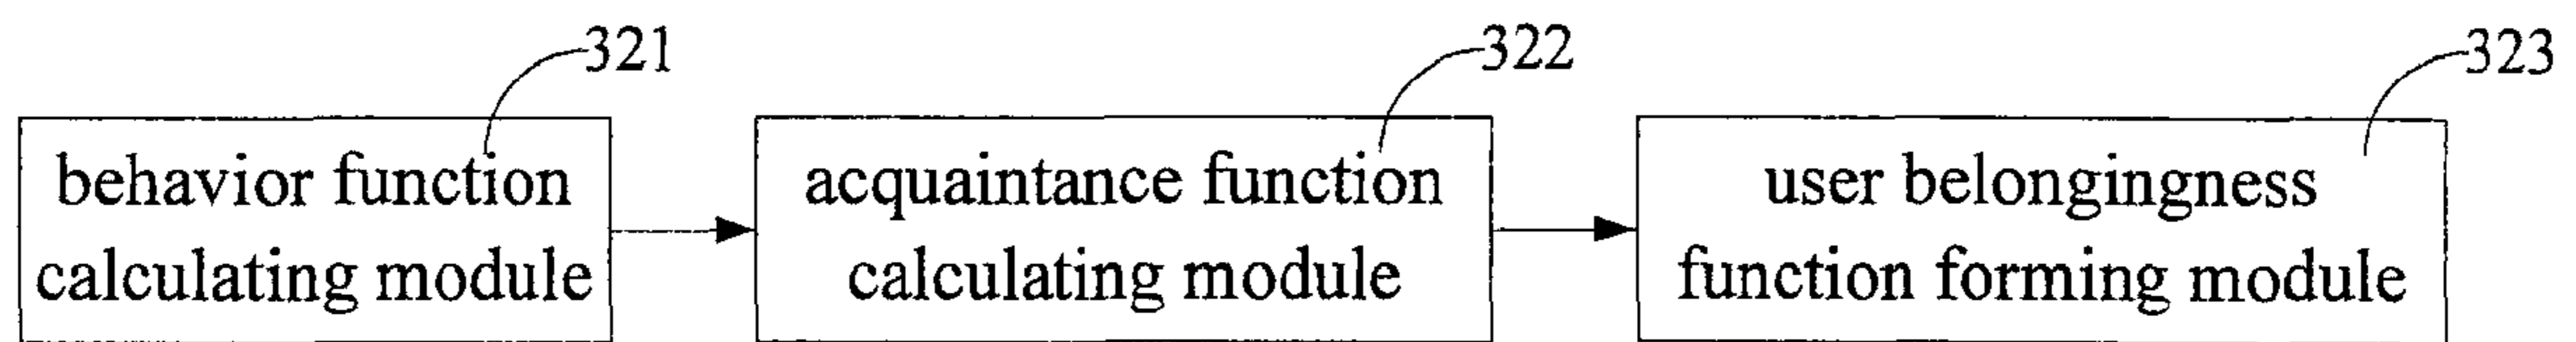 321
322
323
behavior function
calculating module
acquaintance function
calculating module
user belongingness
function forming module